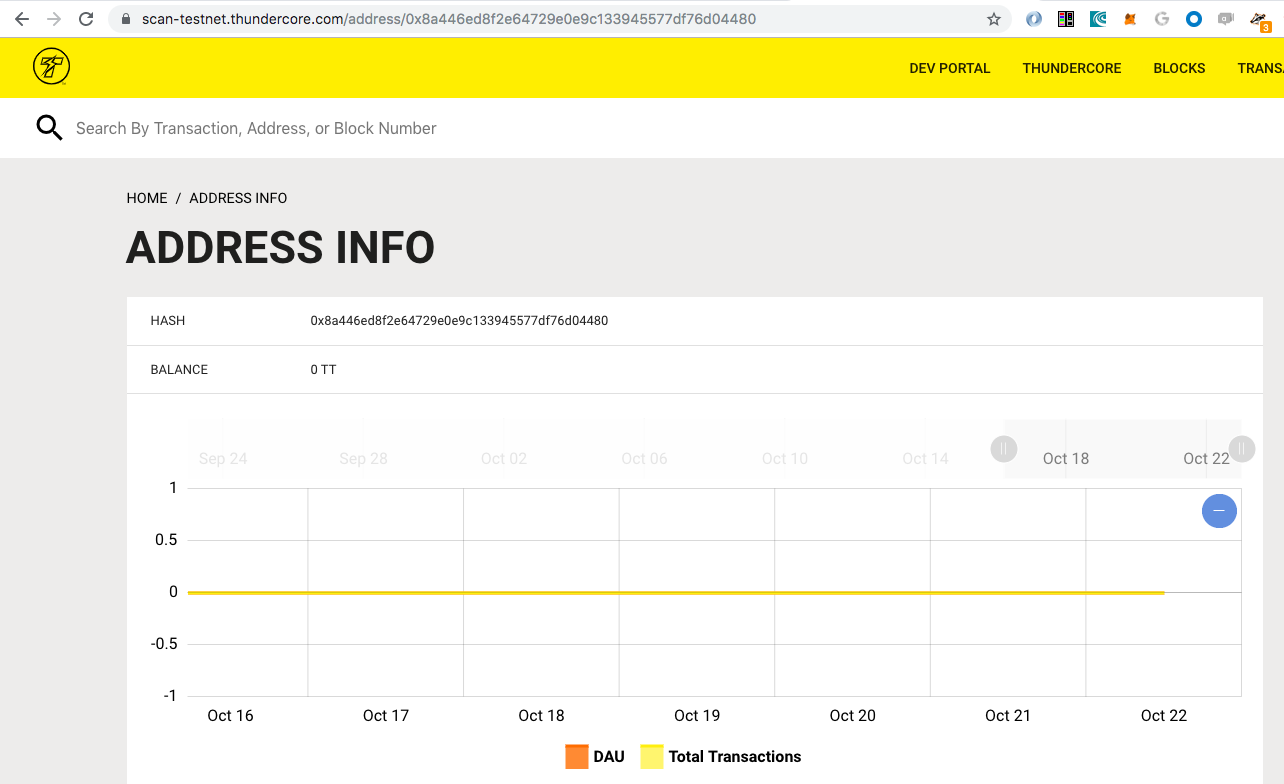 scan-testnet.thundercore.com/address/0x8a446ed8f2e64729e0e9c133945577df76d04480
3
DEV PORTAL THUNDERCORE BLOCKS TRANS
Search By Transaction, Address, or Block Number
HOME / ADDRESS INFO
ADDRESS INFO
HASH 0x8a446ed8f2e64729e0e9c133945577df76d04480
BALANCE 0 TT
Sep 24 Sep 28 Oct 02 Oct 06 Oct 10 Oct 14 Oct 18 Oct 22
1
0.5
0
-0.5
-1
Oct 16 Oct 17 Oct 18 Oct 19 Oct 20 Oct 21 Oct 22
DAU Total Transactions